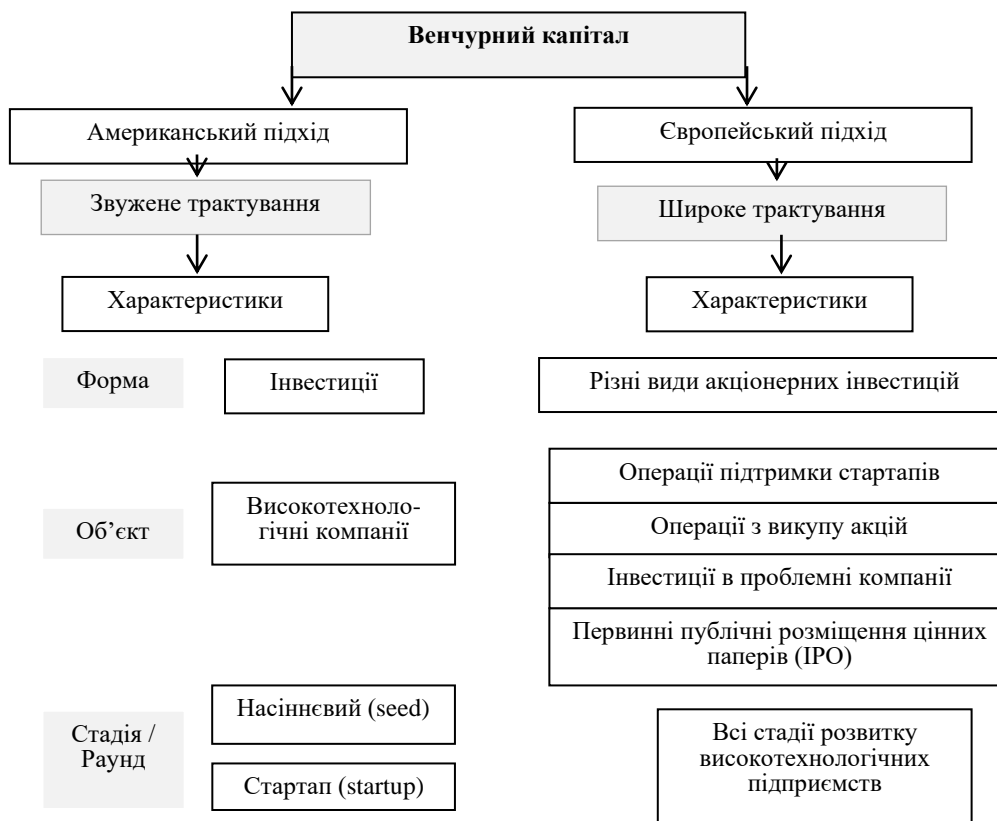 Венчурний капітал
Американський підхід
Європейський підхід
Звужене трактування
Широке трактування
Характеристики
Характеристики
Форма
Інвестиції
Різні види акціонерних інвестицій
Об’єкт
Високотехноло-
гічні компанії
Операції підтримки стартапів
Операції з викупу акцій
Інвестиції в проблемні компанії
Первинні публічні розміщення цінних
паперів (IPO)
Стадія /
Раунд
Насіннєвий (seed)
Стартап (startup)
Всі стадії розвитку
високотехнологічних
підприємств